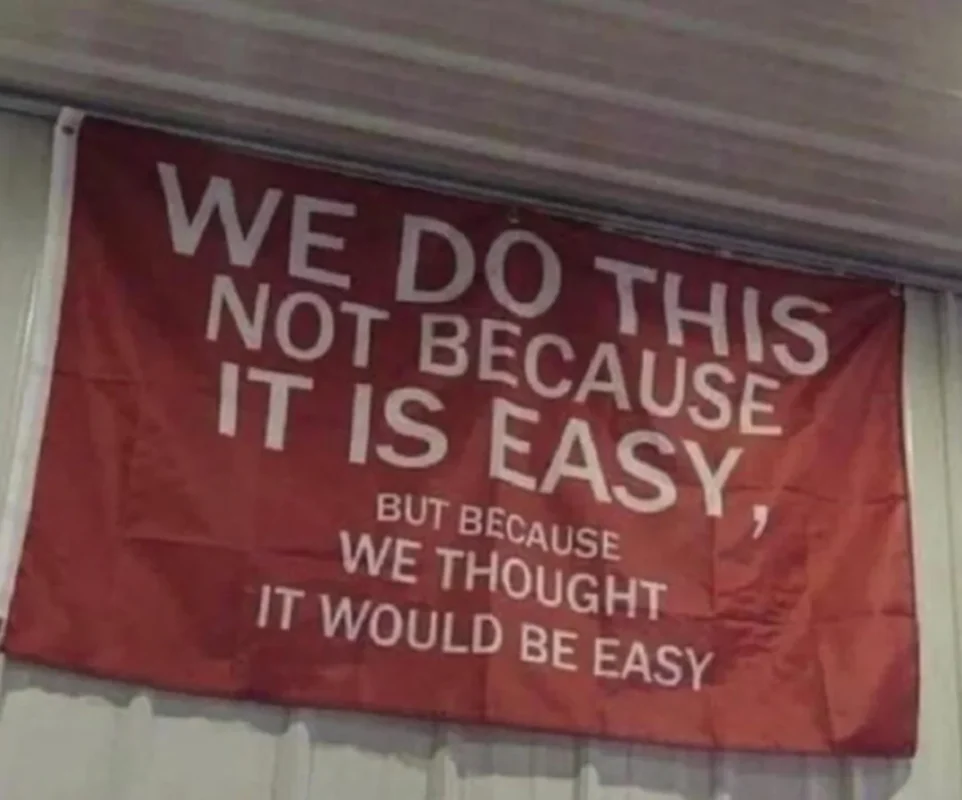 WE DO THIS
NOT BECAUSE
IT IS EASY,
BUT BECAUSE
WE THOUGHT
IT WOULD BE EASY